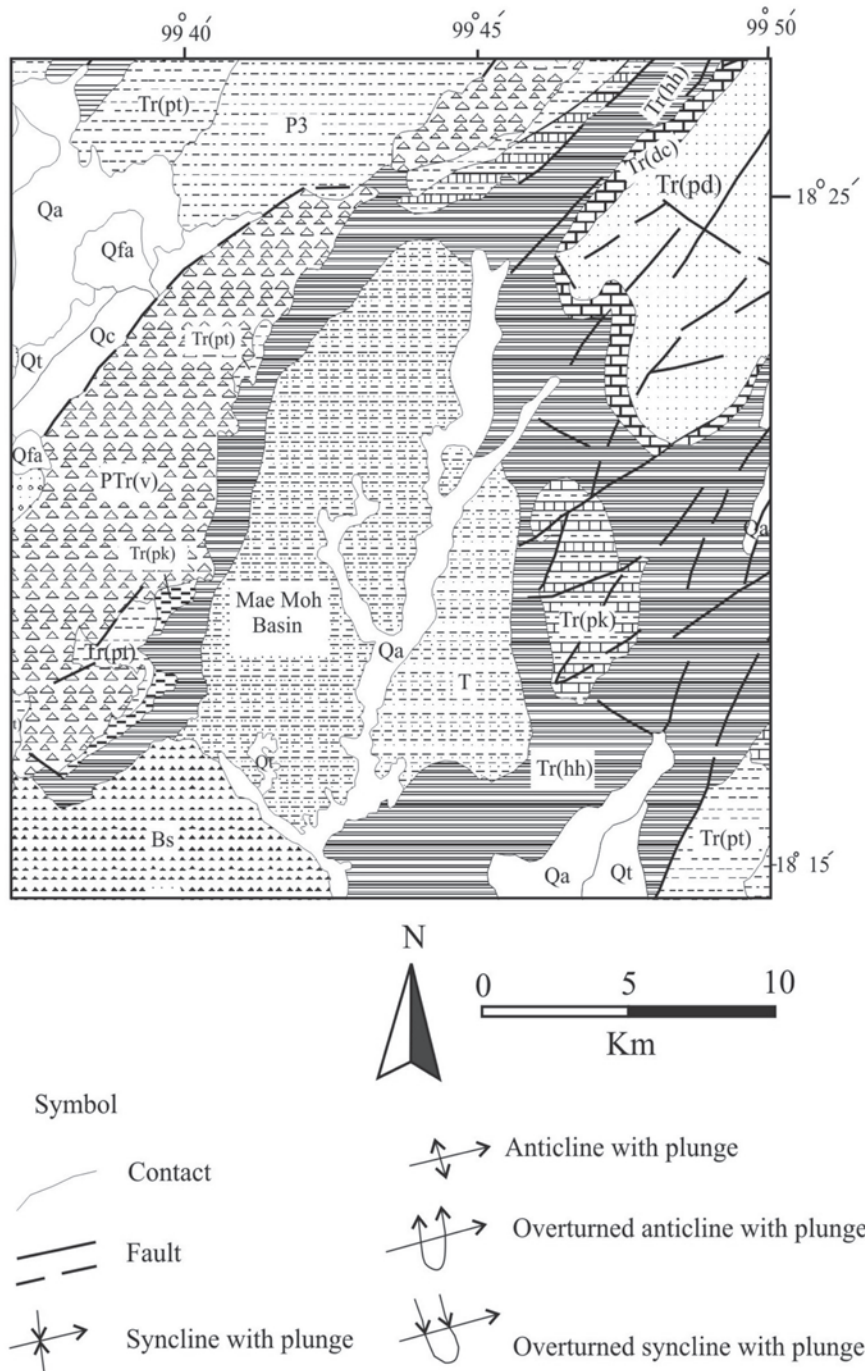 99° 40′ 99° 45′ 99° 50′
Tr(pt)
P3
Tr(hh)
Tr(dc)
Tr(pd)
18° 25′
Qa
Qfa
Qc
Tr(pt)
Qt
Qfa
PTr(v)
Qa
Tr(pk)
Mae Moh
Basin
Tr(pk)
Tr(pt)
Qa
T
Qt
Tr(hh)
Bs
Tr(pt)
18° 15′
Qa
Qt
N
0 5 10
Km
Symbol
Contact
Fault
Syncline with plunge
Anticline with plunge
Overturned anticline with plunge
Overturned syncline with plunge